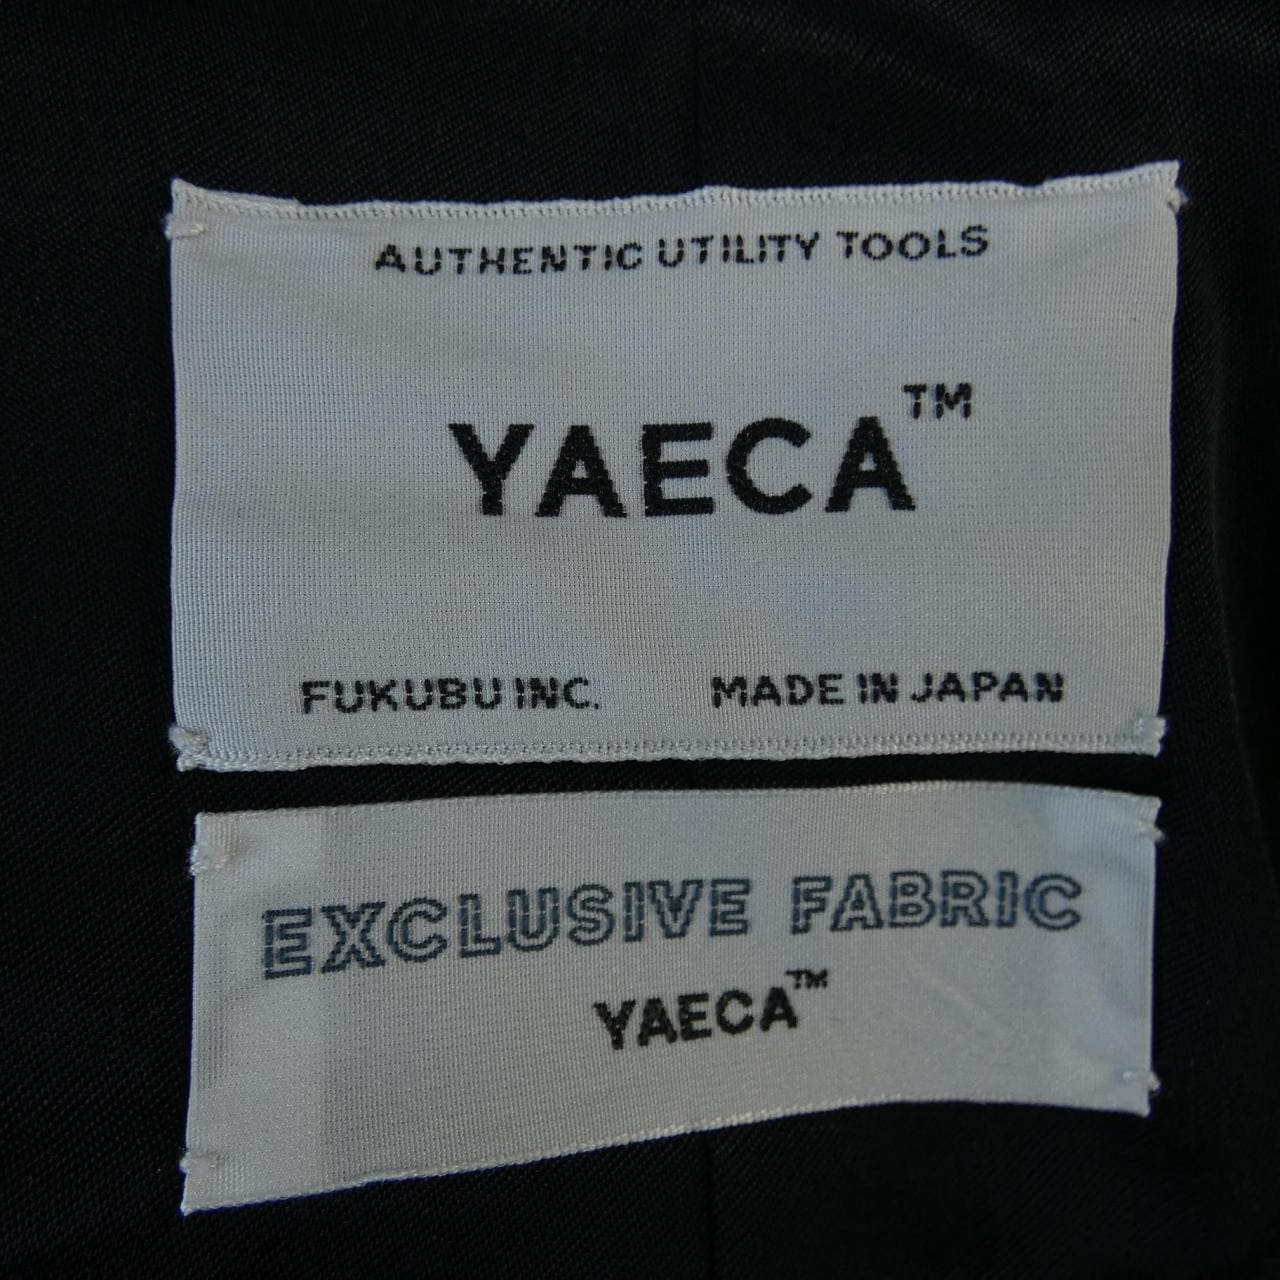 AUTHENTIC UTILITY TOOLS
YAECA™
FUKUBU INC. MADE IN JAPAN
EXCLUSIVE FABRIC
YAECA™